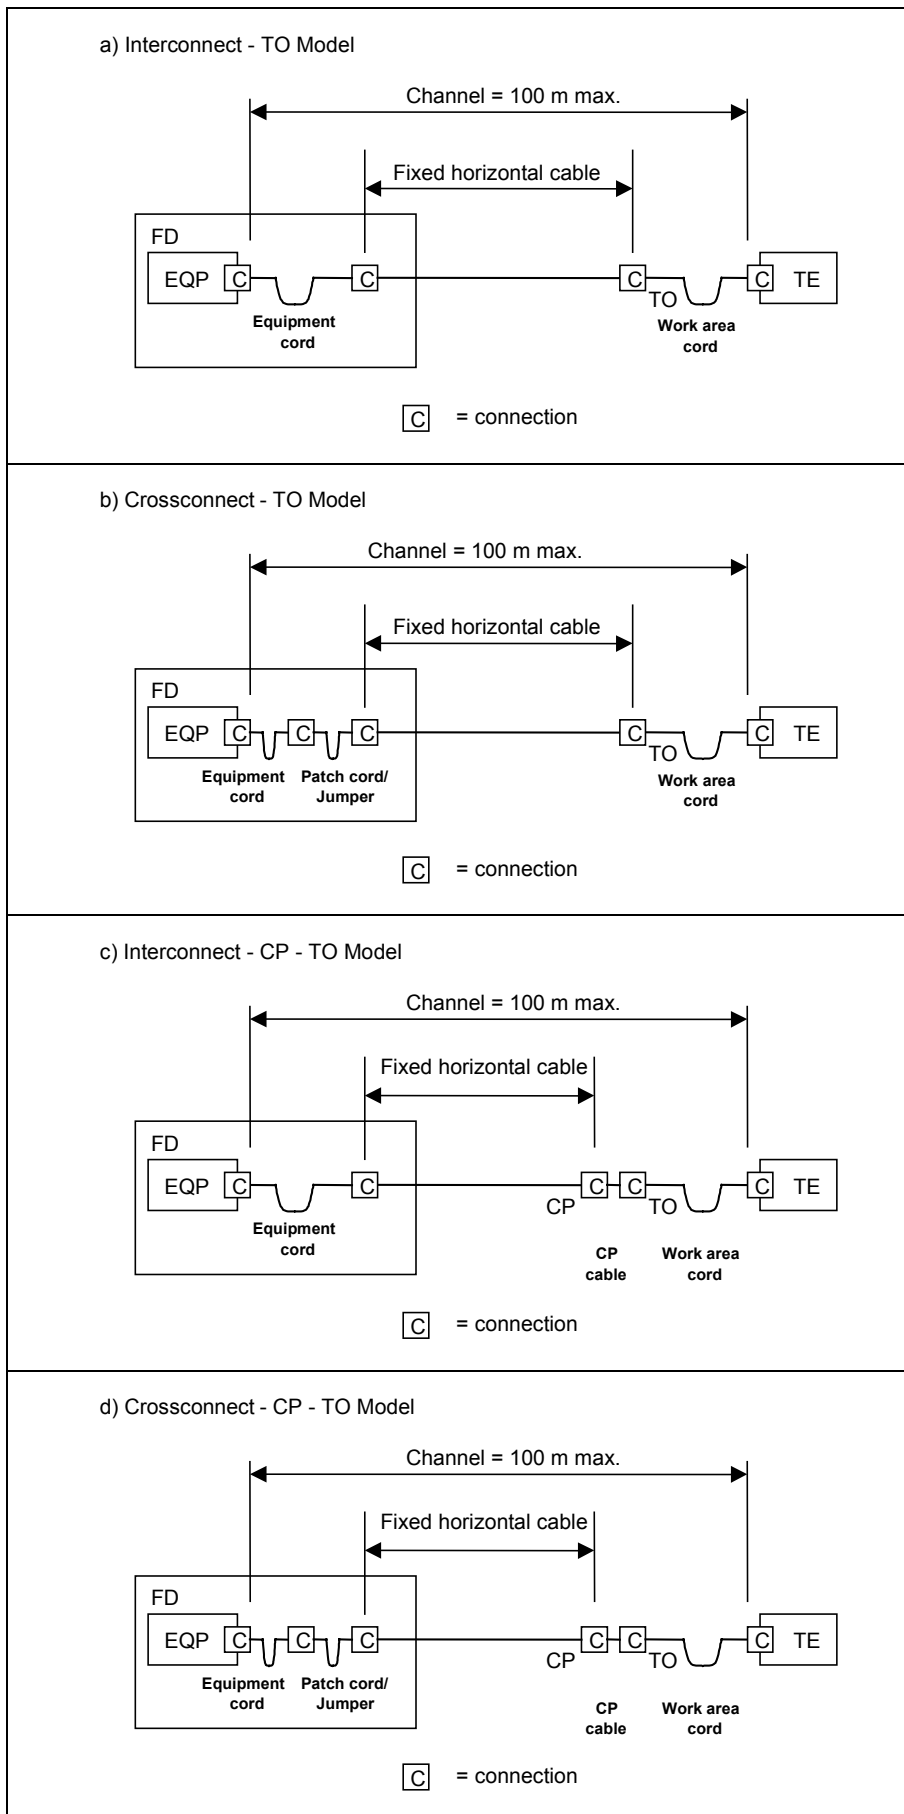 a) Interconnect - TO Model
Channel = 100 m max.
Fixed horizontal cable
FD
EQP C C C TO C TE
Equipment
cord
Work area
cord
C = connection
b) Crossconnect - TO Model
Channel = 100 m max.
Fixed horizontal cable
FD
EQP C C C C TO C TE
Equipment
cord
Patch cord/
Jumper
Work area
cord
C = connection
c) Interconnect - CP - TO Model
Channel = 100 m max.
Fixed horizontal cable
FD
EQP C C CP C C TO C TE
Equipment
cord
CP
cable
Work area
cord
C = connection
d) Crossconnect - CP - TO Model
Channel = 100 m max.
Fixed horizontal cable
FD
EQP C C C CP C C TO C TE
Equipment
cord
Patch cord/
Jumper
CP
cable
Work area
cord
C = connection